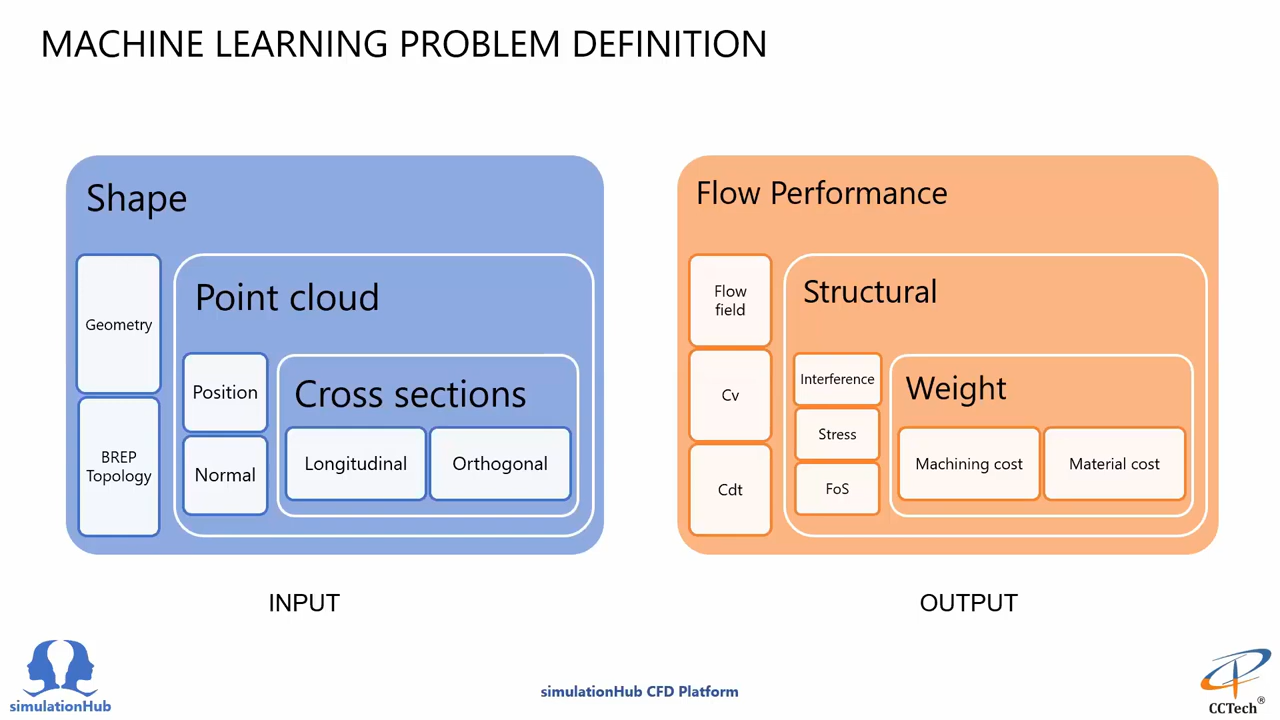 MACHINE LEARNING PROBLEM DEFINITION
Shape
Geometry
BREP
Topology
Point cloud
Position
Normal
Cross sections
Longitudinal
Orthogonal
INPUT
Flow Performance
Flow
field
Cv
Cdt
Structural
Interference
Stress
FoS
Weight
Machining cost
Material cost
OUTPUT
simulationHub
simulationHub CFD Platform
CCTech®